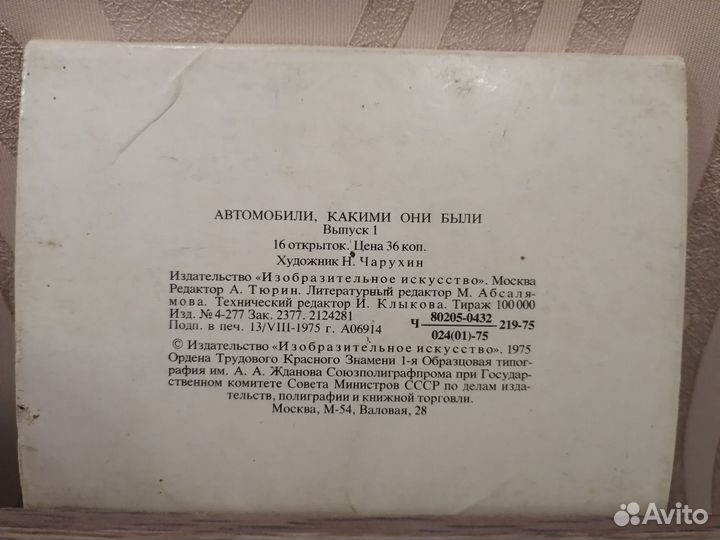 АВТОМОБИЛИ, КАКИМИ ОНИ БЫЛИ
Выпуск 1
16 открыток. Цена 36 коп.
Художник Н. Чарухин
Издательство «Изобразительное искусство». Москва
Редактор А. Тюрин. Литературный редактор М. Абсаля-
мова. Технический редактор И. Клыкова. Тираж 100 000
Изд. № 4-277 Зак. 2377. 2124281
Подп. в печ. 13/VIII-1975 г. А06914
Ч 80205-0432 219-75
024(01)-75
© Издательство «Изобразительное искусство». 1975
Ордена Трудового Красного Знамени 1-я Образцовая типог-
рафия им. А. А. Жданова Союзполиграфпрома при Государ-
ственном комитете Совета Министров СССР по делам изда-
тельств, полиграфии и книжной торговли.
Москва, М-54, Валовая, 28
Avito